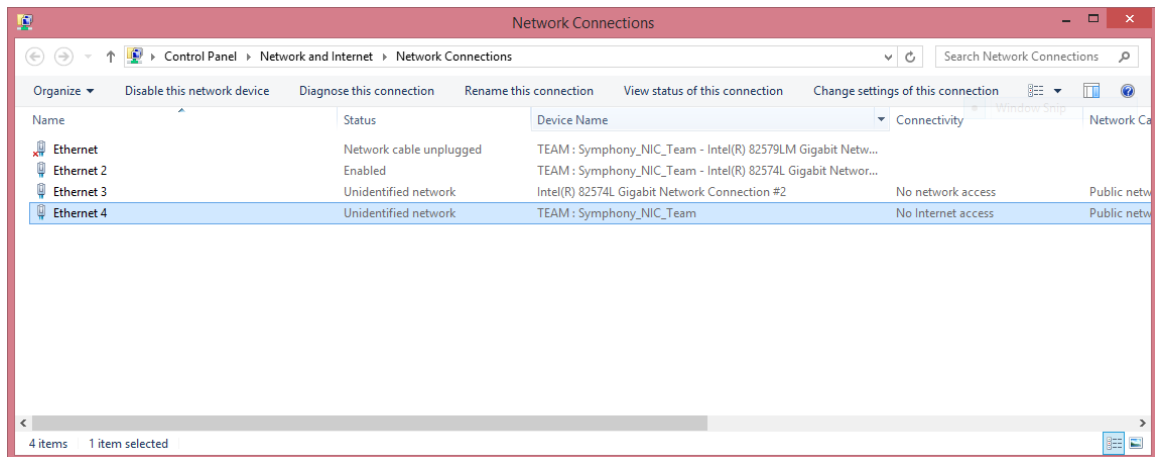 Network Connections
Control Panel Network and Internet Network Connections Search Network Connections
Organize Disable this network device Diagnose this connection Rename this connection View status of this connection Change settings of this connection
Window Snip
Name Status Device Name Connectivity Network Ca
Ethernet Network cable unplugged TEAM : Symphony_NIC_Team - Intel(R) 82579LM Gigabit Netw...
Ethernet 2 Enabled TEAM : Symphony_NIC_Team - Intel(R) 82574L Gigabit Networ...
Ethernet 3 Unidentified network Intel(R) 82574L Gigabit Network Connection #2 No network access Public netw
Ethernet 4 Unidentified network TEAM : Symphony_NIC_Team No Internet access Public netw
4 items 1 item selected